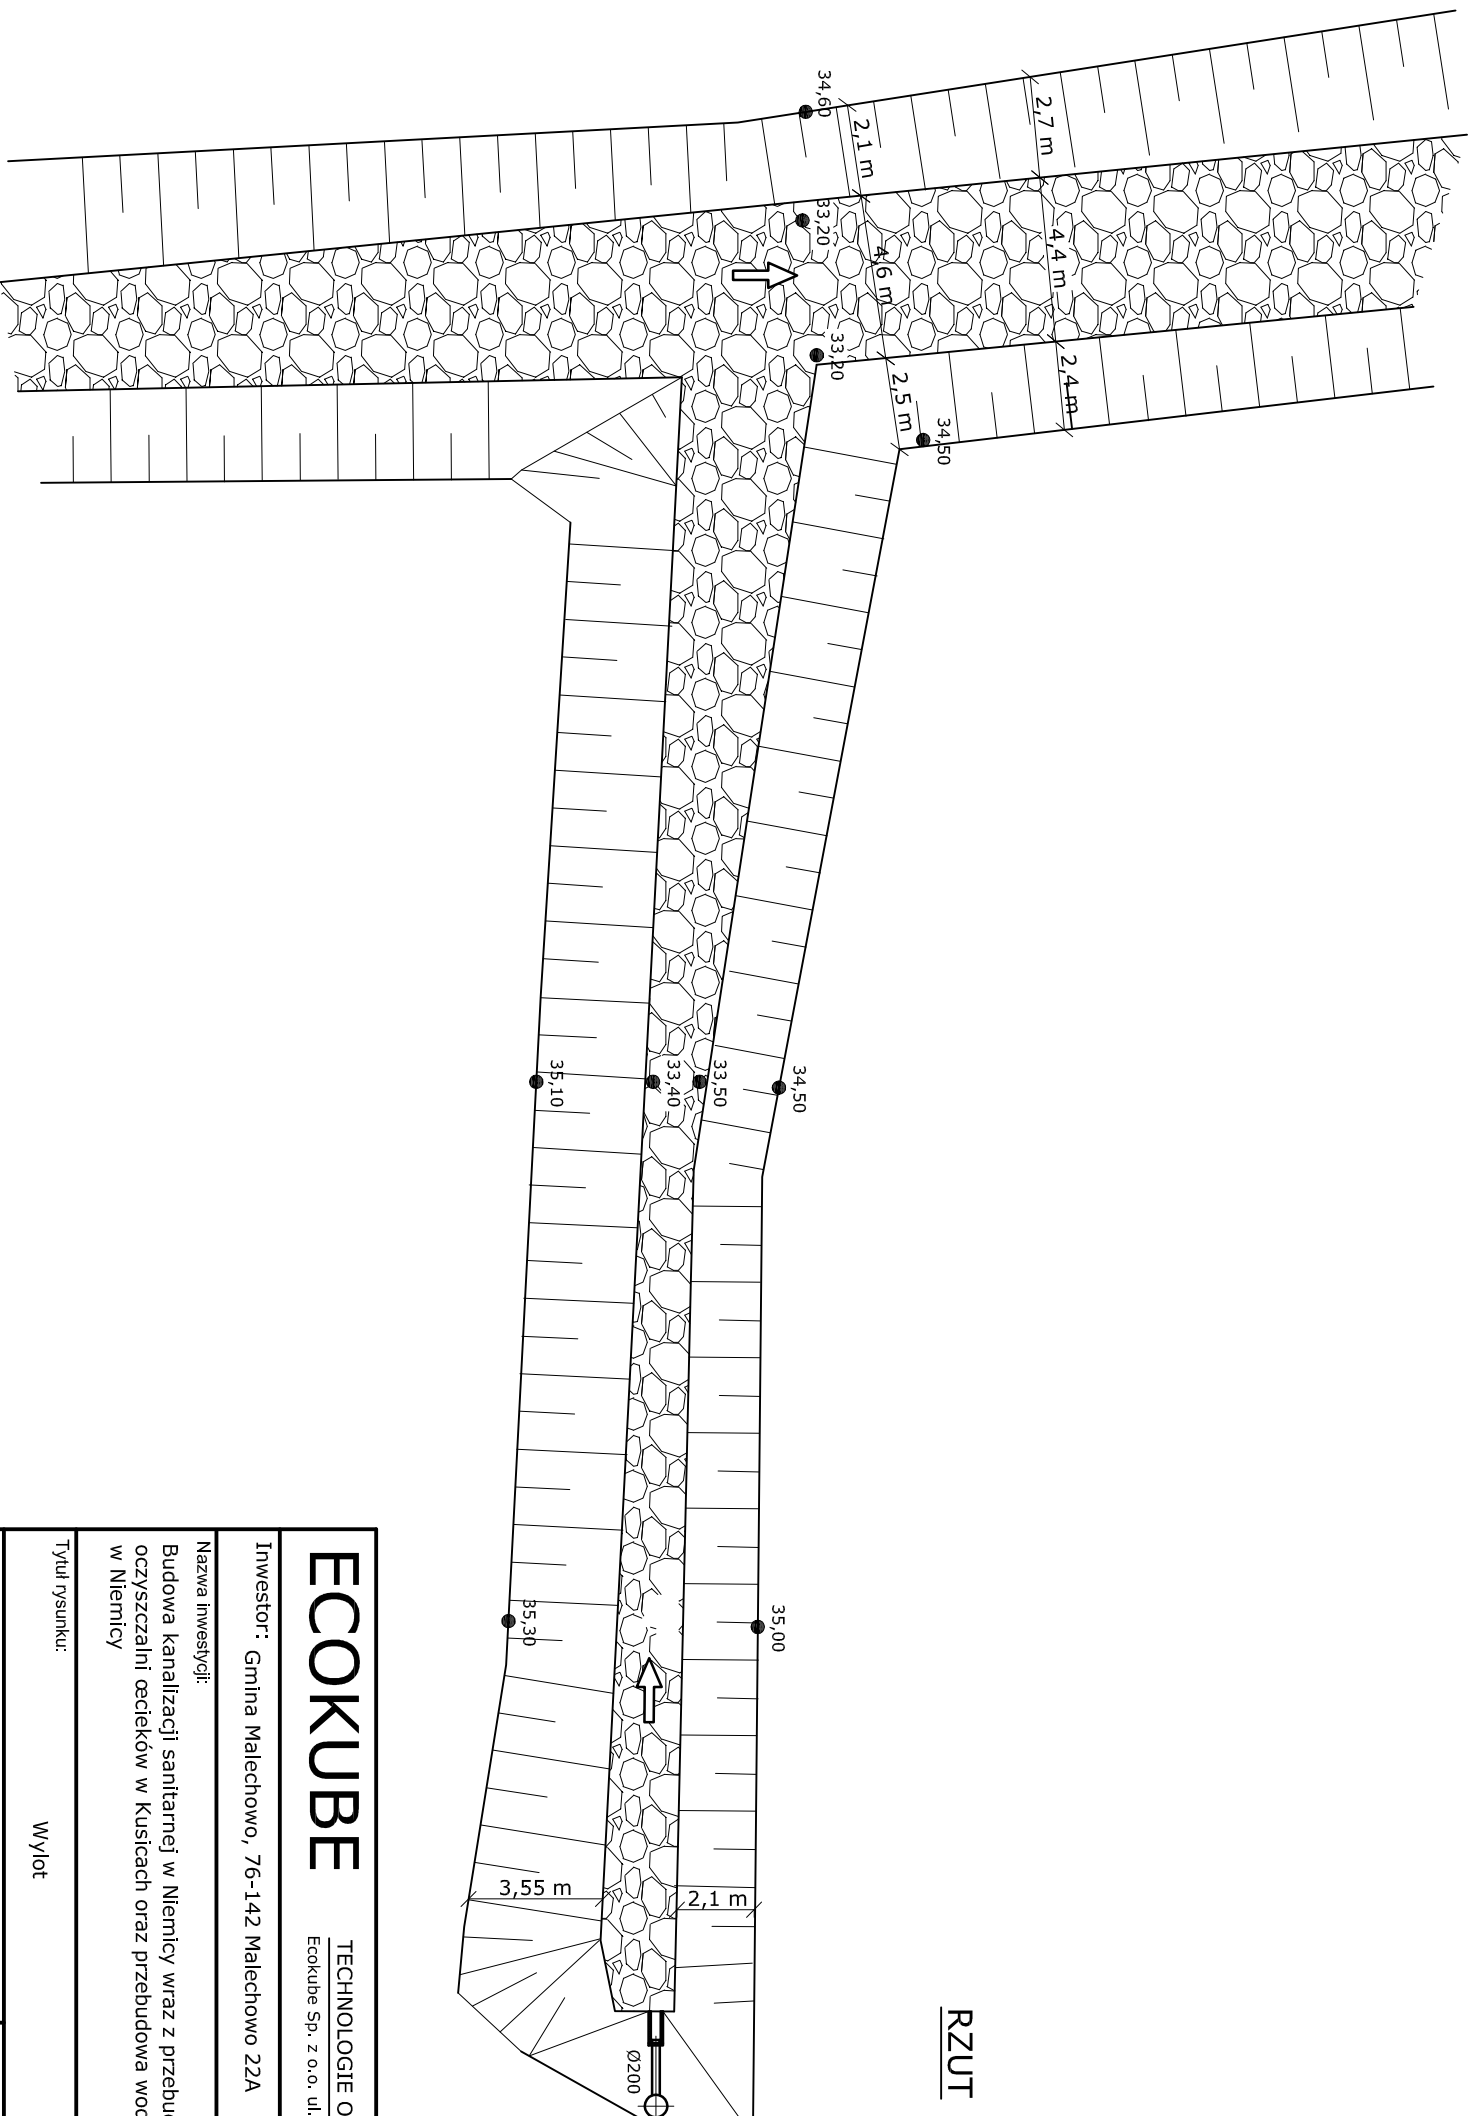 34,60
2,1 m
2,7 m
33,20
4,6 m
4,4 m
33,20
2,5 m
2,4 m
34,50
35,10
33,40
33,50
34,50
35,30
35,00
3,55 m
2,1 m
Ø200
RZUT
ECOKUBE
TECHNOLOGIE O
Ecokube Sp. z o.o. ul.
Inwestor: Gmina Malechowo, 76-142 Malechowo 22A
Nazwa inwestycji:
Budowa kanalizacji sanitarnej w Niemicy wraz z
oczyszczalni œcieków w Kusicach oraz przebudowa
w Niemicy
Tytuł rysunku:
Wylot